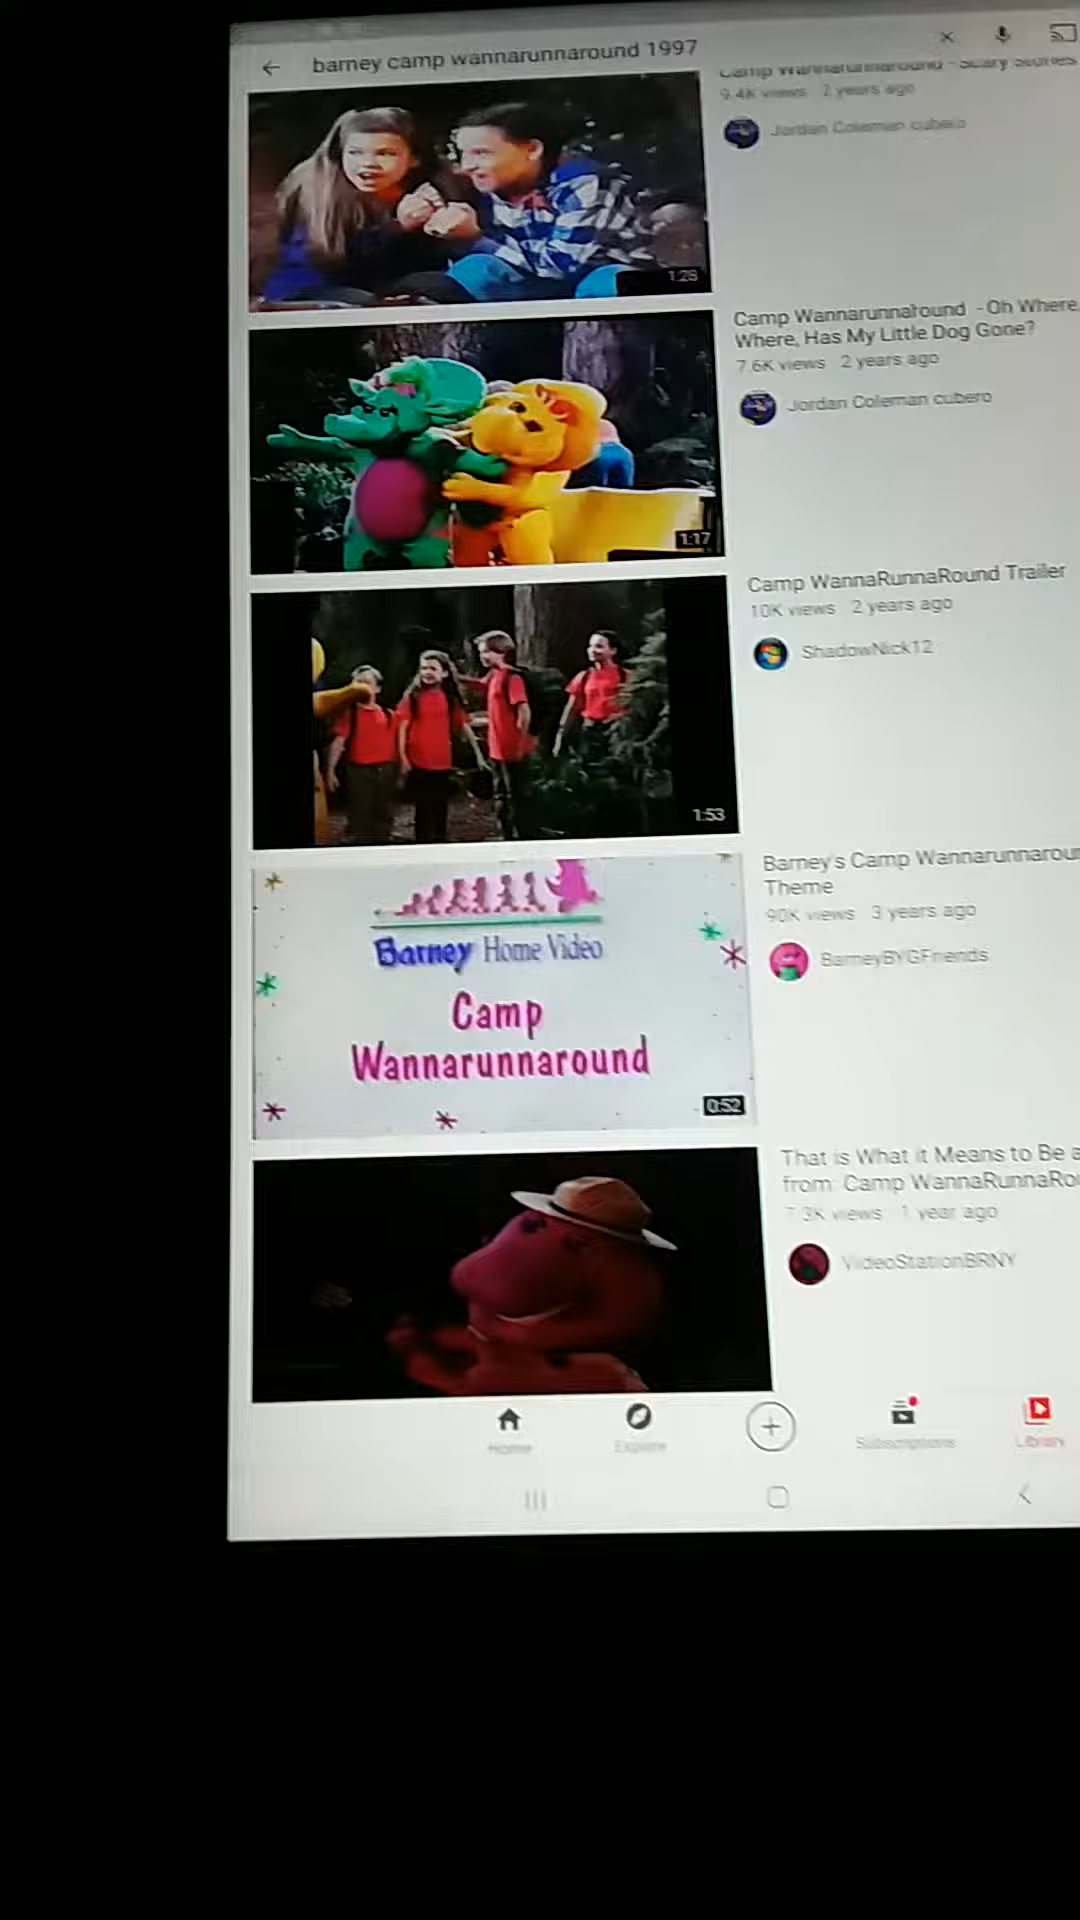 barney camp wannarunnaround 1997
Camp Wannarunnaround - Scary Stories
9.4K views 2 years ago
Jordan Coleman cubero
1:28
Camp Wannarunnaround - Oh Where,
Where, Has My Little Dog Gone?
7.6K views 2 years ago
Jordan Coleman cubero
1:17
Camp WannaRunnaRound Trailer
10K views 2 years ago
ShadowNick12
1:53
Barney's Camp Wannarunnaroun
Theme
90K views 3 years ago
BarneyBYGFriends
Barney Home Video
Camp
Wannarunnaround
0:52
That is What it Means to Be a
from Camp WannaRunnaRo
7.3K views 1 year ago
VideoStationBRNY
Home
Explore
Subscriptions
Library